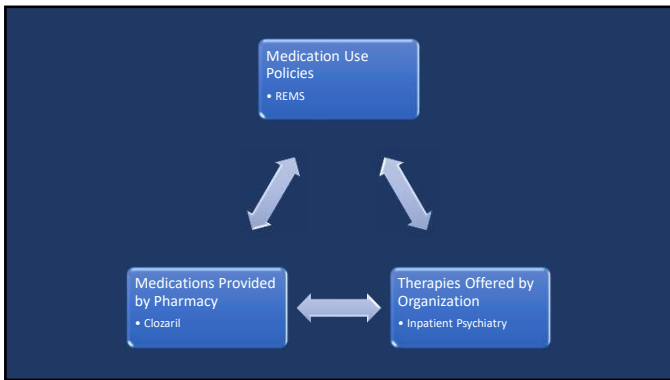 Medication Use
Policies
• REMS
Medications Provided
by Pharmacy
• Clozaril
Therapies Offered by
Organization
• Inpatient Psychiatry